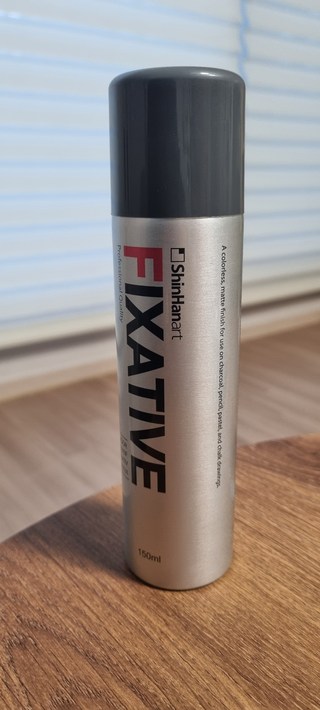 A colorless, matte finish for use on charcoal, pencil, pastel, and chalk drawings.
ShinHanart
FIXATIVE
Professional Quality
150ml